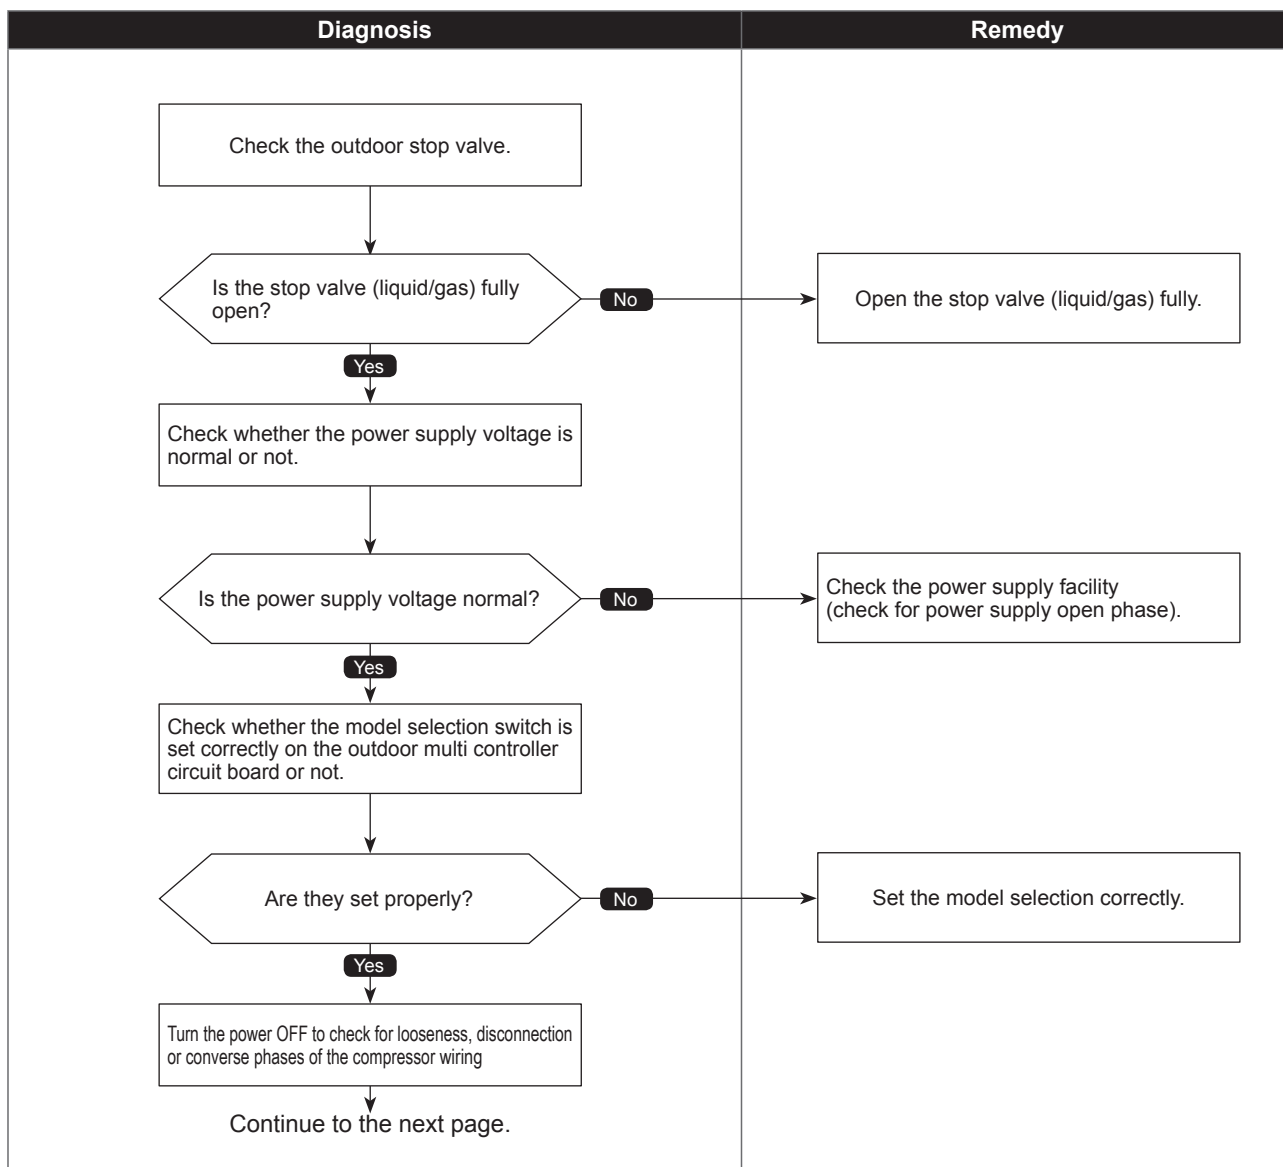 Diagnosis
Remedy
Check the outdoor stop valve.
Is the stop valve (liquid/gas) fully
open?
No
Open the stop valve (liquid/gas) fully.
Yes
Check whether the power supply voltage is
normal or not.
Is the power supply voltage normal?
No
Check the power supply facility
(check for power supply open phase).
Yes
Check whether the model selection switch is
set correctly on the outdoor multi controller
circuit board or not.
Are they set properly?
No
Set the model selection correctly.
Yes
Turn the power OFF to check for looseness, disconnection
or converse phases of the compressor wiring
Continue to the next page.